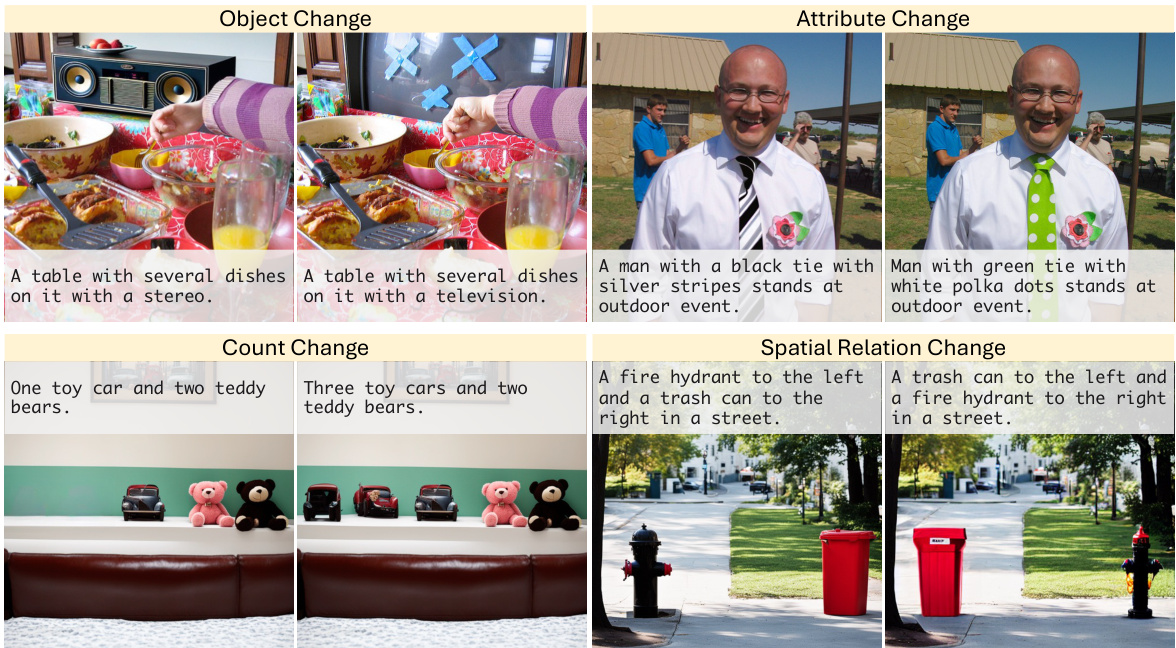 Object Change
A table with several dishes
on it with a stereo.
A table with several dishes
on it with a television.
Attribute Change
A man with a black tie with
silver stripes stands at
outdoor event.
Man with green tie with
white polka dots stands at
outdoor event.
Count Change
One toy car and two teddy
bears.
Three toy cars and two
teddy bears.
Spatial Relation Change
A fire hydrant to the left
and a trash can to the
right in a street.
A trash can to the left and
a fire hydrant to the right
in a street.